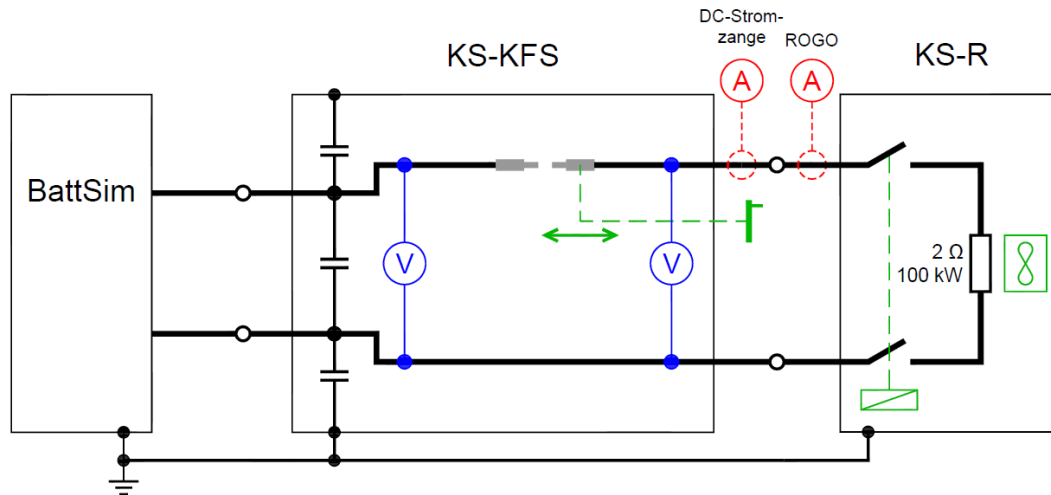 DC-Strom-
zange
ROGO
KS-KFS
KS-R
A
A
BattSim
V
V
2 Ω
100 kW